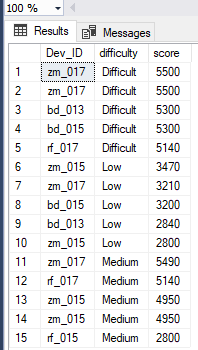 100 %
Results Messages
Dev_ID difficulty score
1 zm_017 Difficult 5500
2 zm_017 Difficult 5500
3 bd_013 Difficult 5300
4 bd_015 Difficult 5300
5 rf_017 Difficult 5140
6 zm_015 Low 3470
7 zm_017 Low 3210
8 bd_015 Low 3200
9 bd_013 Low 2840
10 zm_015 Low 2800
11 zm_017 Medium 5490
12 rf_017 Medium 5140
13 zm_015 Medium 4950
14 zm_015 Medium 4950
15 rf_015 Medium 2800